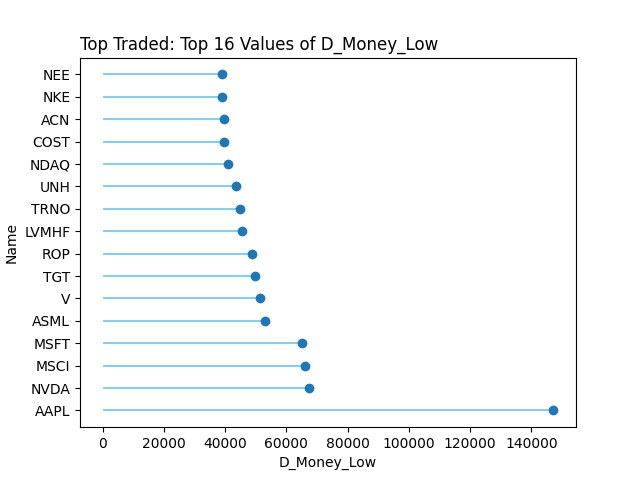 Top Traded: Top 16 Values of D_Money_Low
NEE
NKE
ACN
COST
NDAQ
UNH
TRNO
LVMHF
ROP
TGT
V
ASML
MSFT
MSCI
NVDA
AAPL
Name
0 20000 40000 60000 80000 100000 120000 140000
D_Money_Low